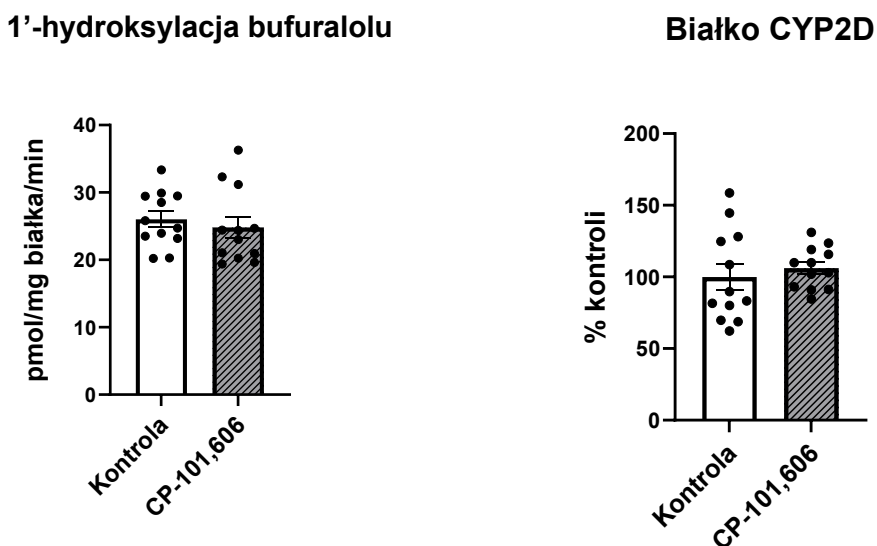 1’-hydroksylacja bufuralolu
pmol/mg białka/min
40
30
20
10
0
Kontrola
CP-101,606
Białko CYP2D
% kontroli
200
150
100
50
0
Kontrola
CP-101,606